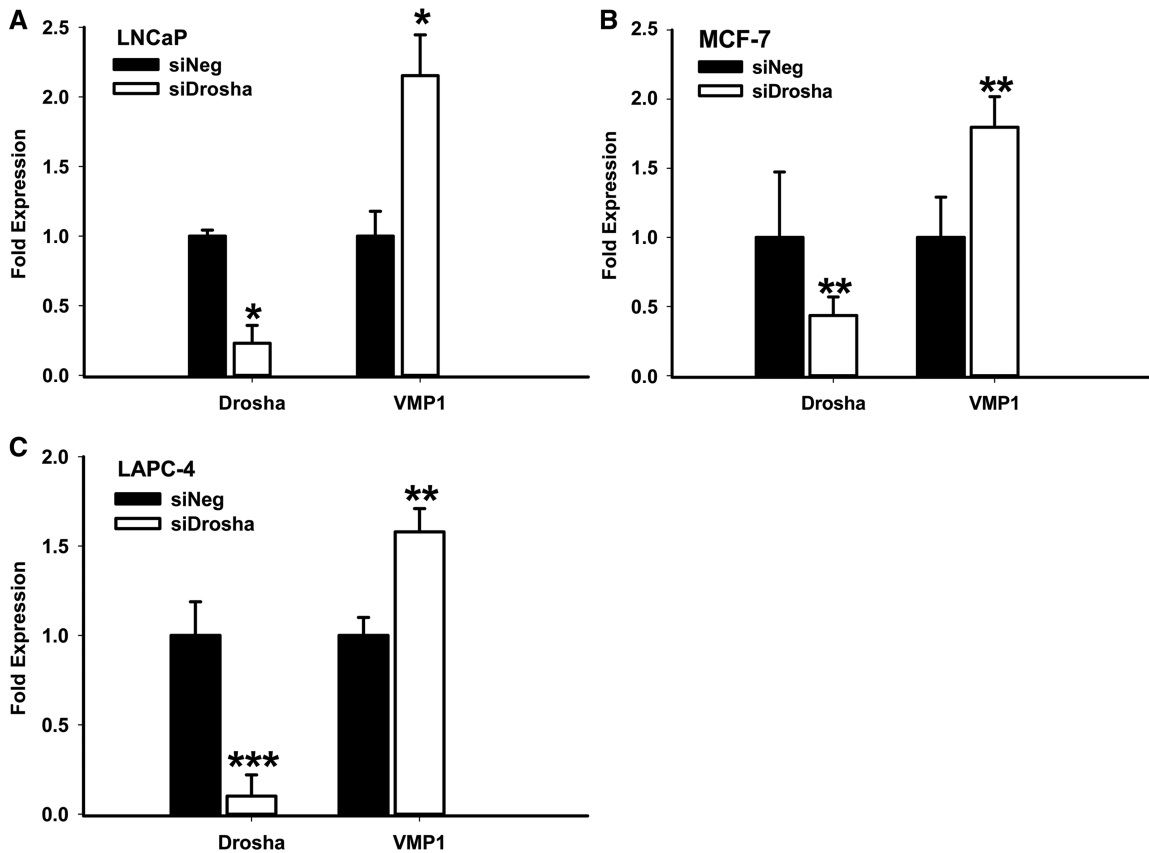 A
LNCaP
siNeg
siDrosha
Fold Expression
2.5
2.0
1.5
1.0
0.5
0.0
*
*
Drosha
VMP1
B
MCF-7
siNeg
siDrosha
Fold Expression
2.5
2.0
1.5
1.0
0.5
0.0
**
**
Drosha
VMP1
C
LAPC-4
siNeg
siDrosha
Fold Expression
2.0
1.5
1.0
0.5
0.0
***
**
Drosha
VMP1